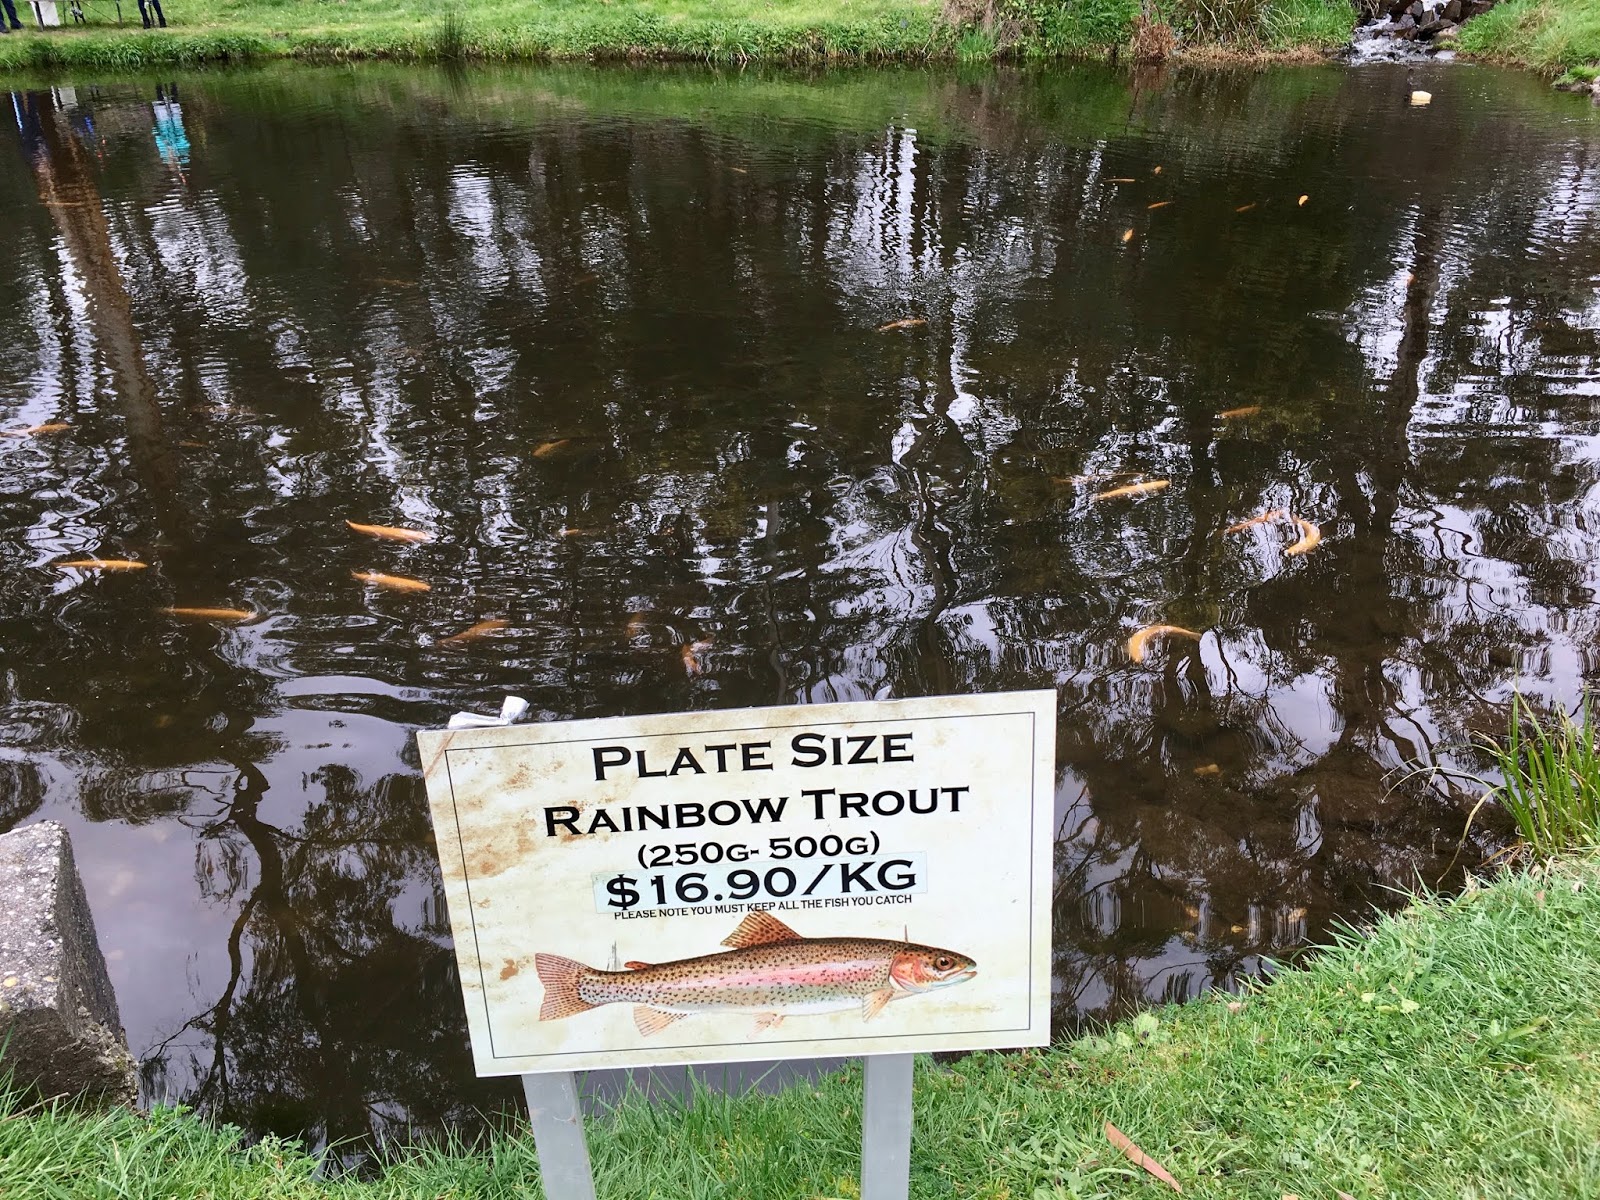 PLATE SIZE
RAINBOW TROUT
(250G- 500G)
$16.90/KG
PLEASE NOTE YOU MUST KEEP ALL THE FISH YOU CATCH